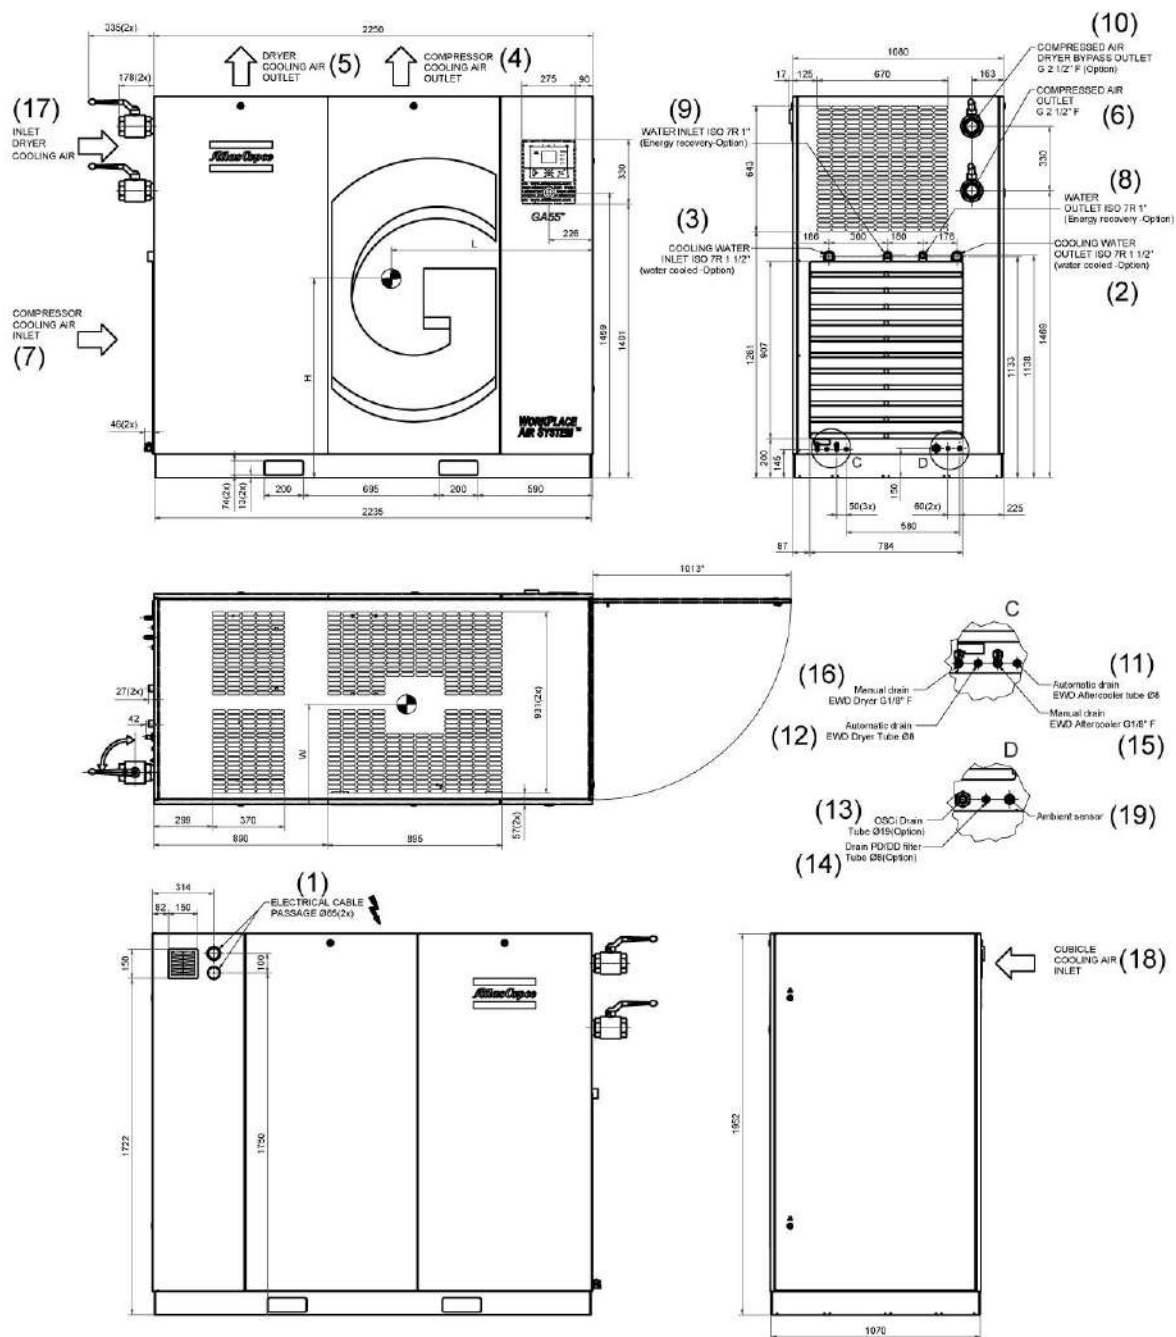 335(2x)
2250
178(2x)
DRYER
COOLING AIR
OUTLET
(5)
COMPRESSOR
COOLING AIR
OUTLET
(4)
275
90
(17)
INLET
DRYER
COOLING AIR
Atlas Copco
330
GA55+
226
L
H
1459
1401
COMPRESSOR
COOLING AIR
INLET
(7)
46(2x)
WORKPLACE
AIR SYSTEM™
74(2x)
13(2x)
200
695
200
590
2235
(10)
COMPRESSED AIR
DRYER BYPASS OUTLET
G 2 1/2" F (Option)
1080
17
125
670
163
COMPRESSED AIR
OUTLET
G 2 1/2" F
(6)
(9)
WATER INLET ISO 7R 1"
(Energy recovery-Option)
643
330
(8)
WATER
OUTLET ISO 7R 1"
(Energy recovery -Option)
(3)
COOLING WATER
INLET ISO 7R 1 1/2"
(water cooled -Option)
166
360
180
176
COOLING WATER
OUTLET ISO 7R 1 1/2"
(water cooled -Option)
(2)
1261
907
1133
1138
1469
200
145
C
D
150
50(3x)
60(2x)
225
580
87
784
1013*
27(2x)
42
W
931(2x)
57(2x)
299
370
890
895
C
(16)
Manual drain
EWD Dryer G1/8" F
(11)
Automatic drain
EWD Aftercooler tube Ø8
(12)
Automatic drain
EWD Dryer Tube Ø8
Manual drain
EWD Aftercooler G1/8" F
(15)
D
(13)
OSCi Drain
Tube Ø19(Option)
Ambient sensor
(19)
(14)
Drain PD/DD filter
Tube Ø8(Option)
(1)
ELECTRICAL CABLE
PASSAGE Ø65(2x)
314
82
150
150
100
1722
1750
Atlas Copco
CUBICLE
COOLING AIR
INLET
(18)
1952
1070